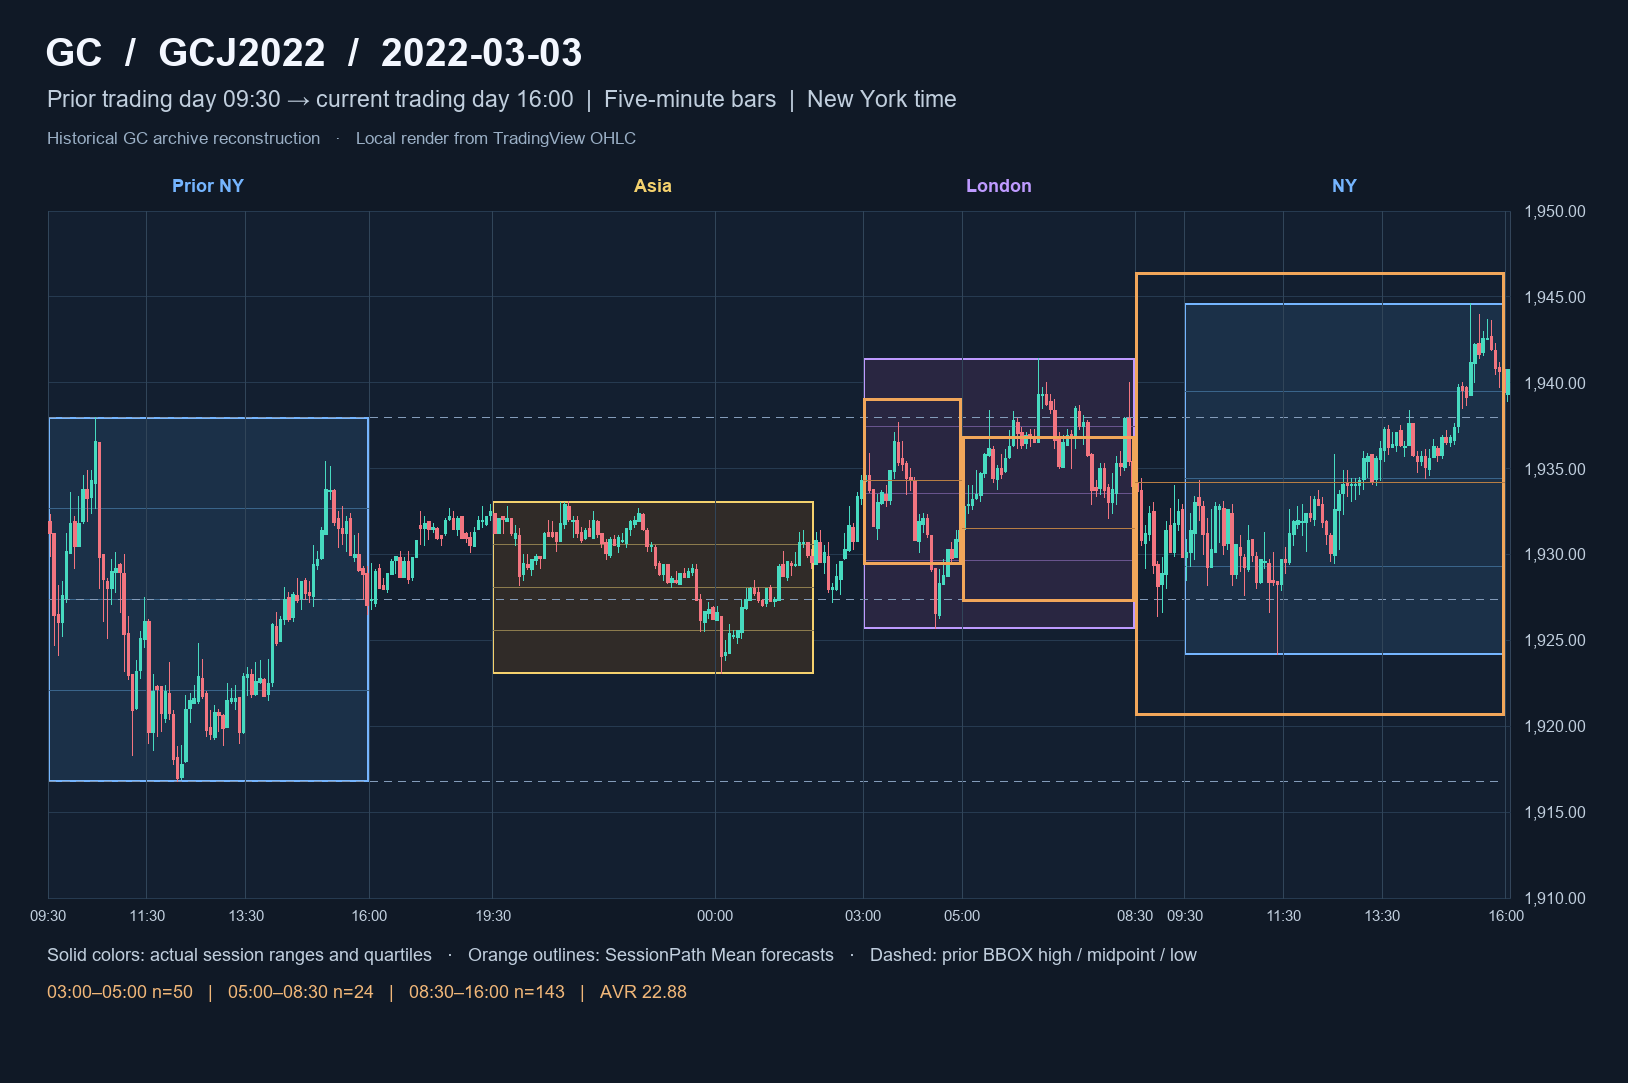 GC / GCJ2022 / 2022-03-03
Prior trading day 09:30 → current trading day 16:00 | Five-minute bars | New York time
Historical GC archive reconstruction · Local render from TradingView OHLC
Prior NY Asia London NY
1,950.00
1,945.00
1,940.00
1,935.00
1,930.00
1,925.00
1,920.00
1,915.00
1,910.00
09:30 11:30 13:30 16:00 19:30 00:00 03:00 05:00 08:30 09:30 11:30 13:30 16:00
Solid colors: actual session ranges and quartiles · Orange outlines: SessionPath Mean forecasts · Dashed: prior BBOX high / midpoint / low
03:00–05:00 n=50 | 05:00–08:30 n=24 | 08:30–16:00 n=143 | AVR 22.88